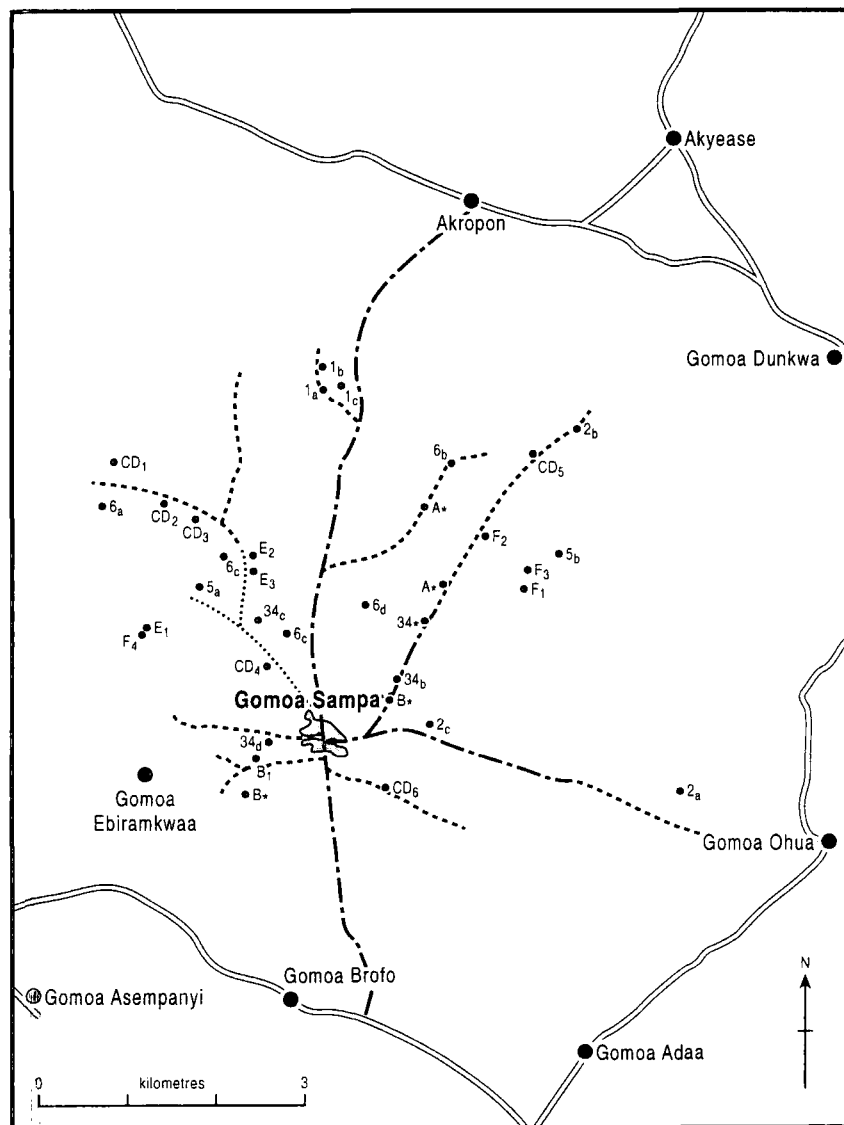 Akyease
Akropon
Gomoa Dunkwa
1b
1a
1c
2b
6b
CD5
CD1
6a
CD2
CD3
A*
F2
6c
E2
E3
5b
F3
F1
5a
A*
6d
34c
34*
6c
E1
F4
CD4
34b
Gomoa Sampa
B*
2c
34d
B1
Gomoa
Ebiramkwaa
B*
CD6
2a
Gomoa Ohua
Gomoa Brofo
Gomoa Asempanyi
N
Gomoa Adaa
0 kilometres 3